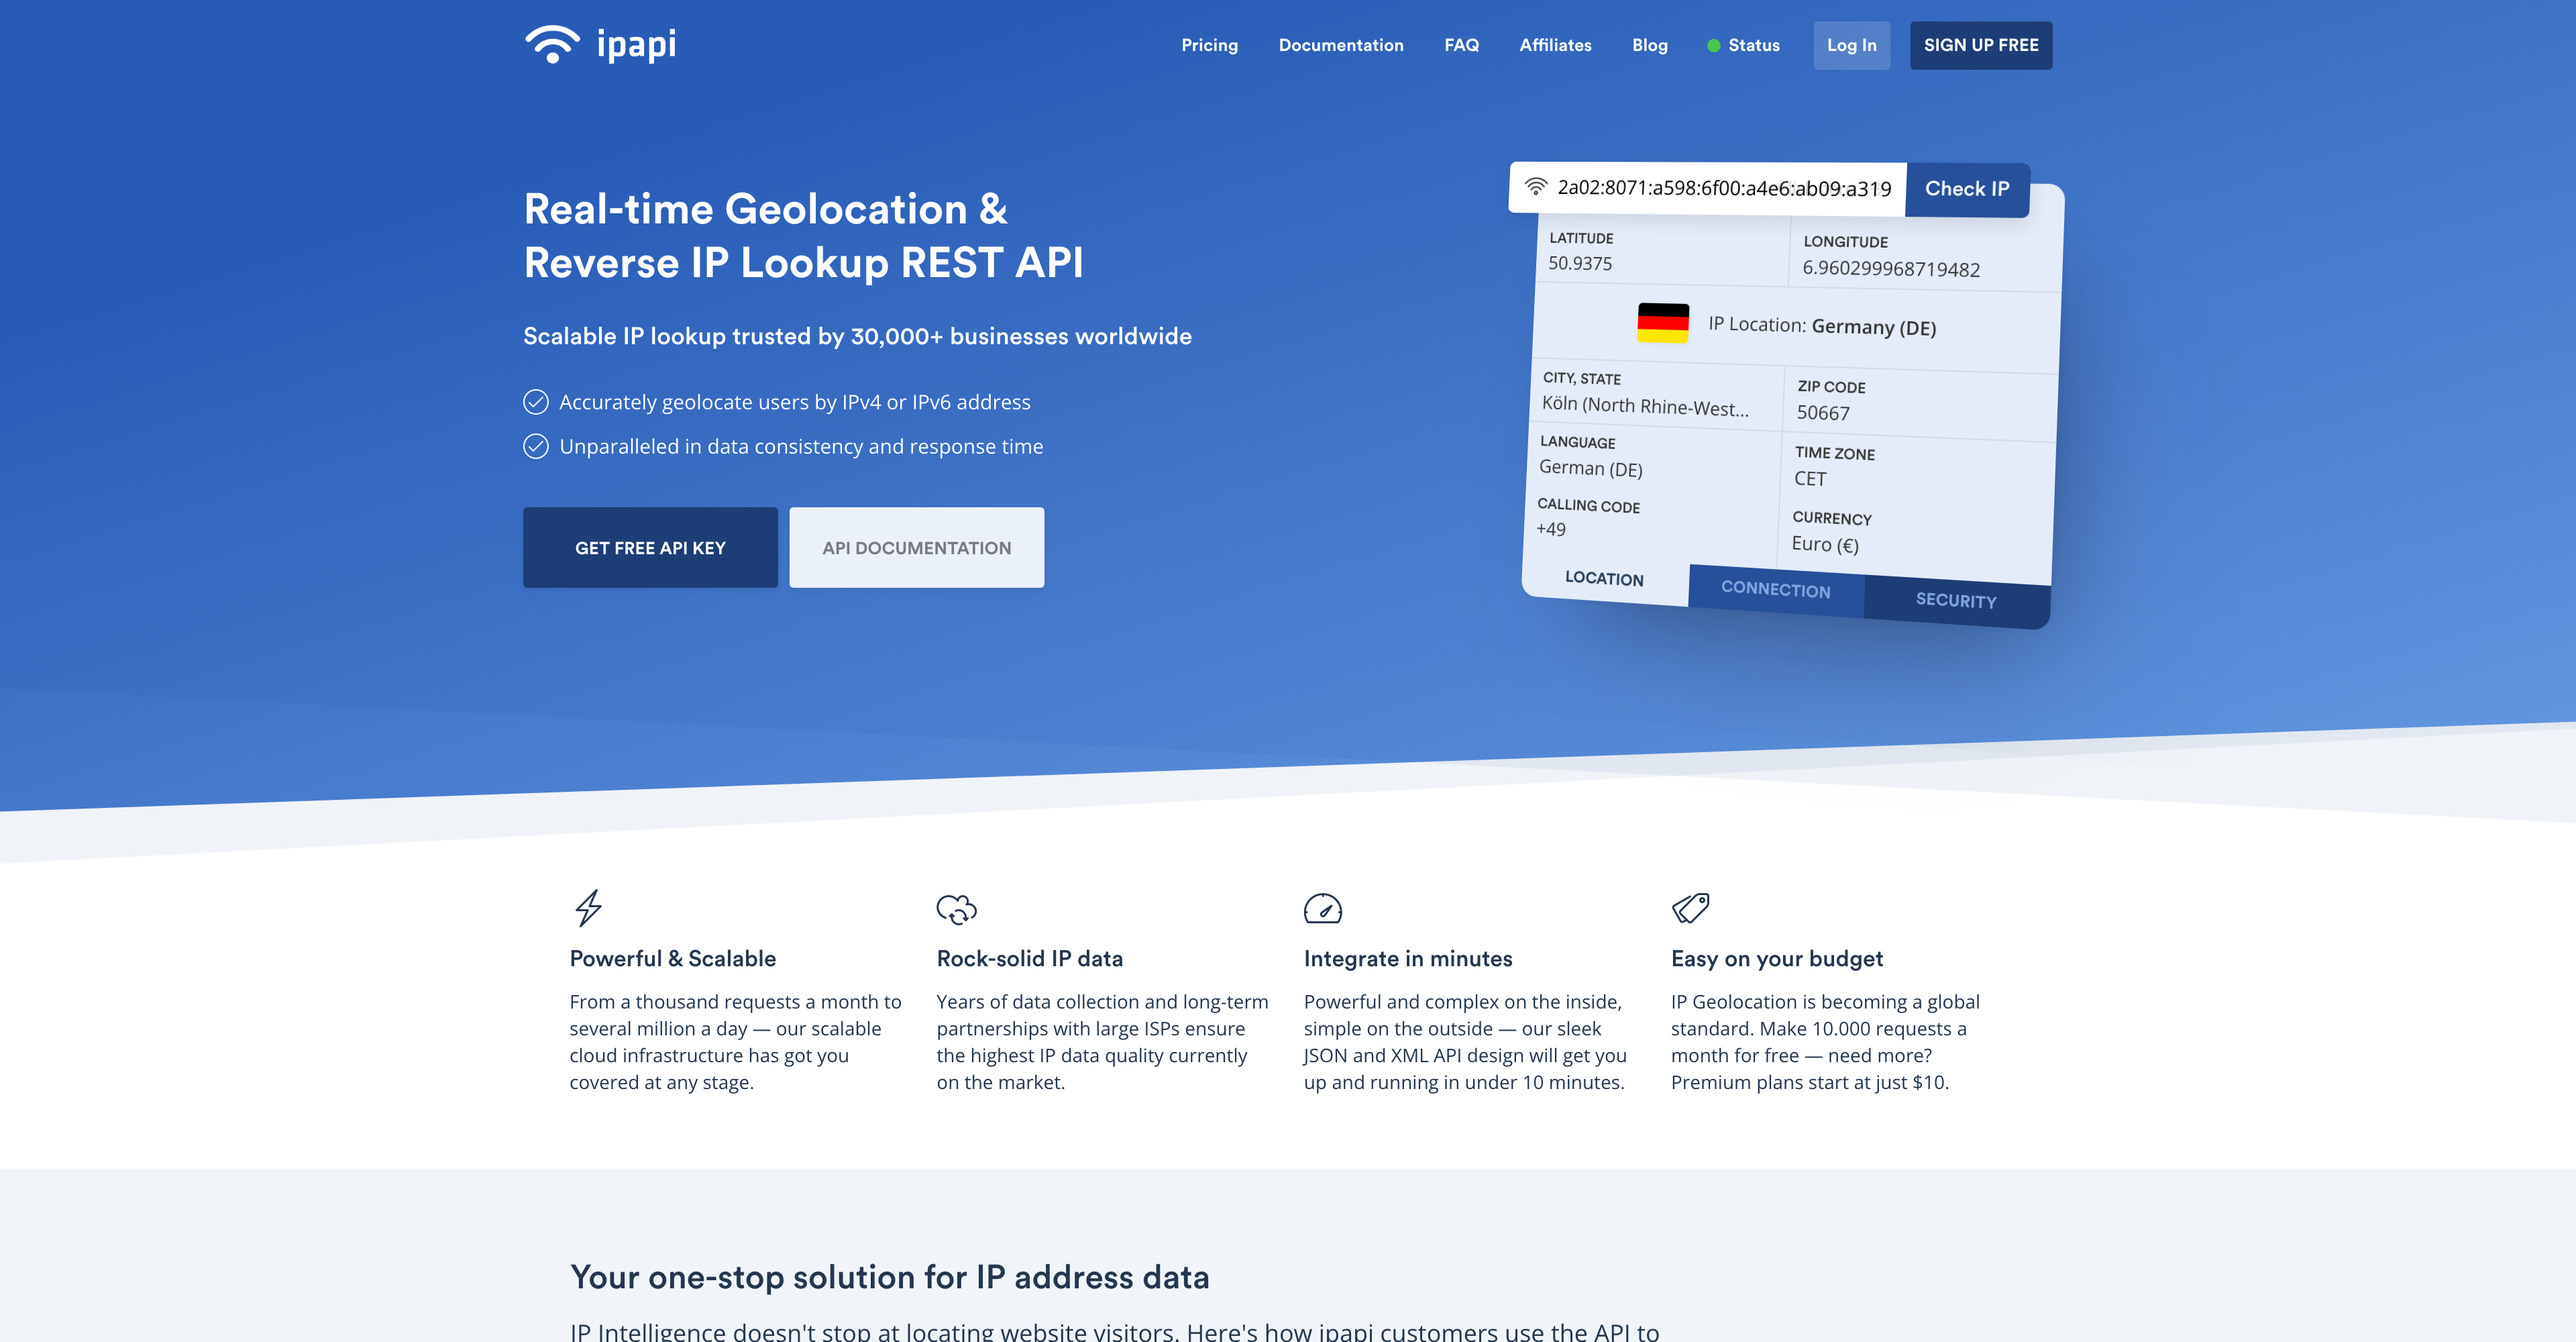 ipapi
Pricing
Documentation
FAQ
Affiliates
Blog
Status
Log In
SIGN UP FREE
Real-time Geolocation &
Reverse IP Lookup REST API
Scalable IP lookup trusted by 30,000+ businesses worldwide
Accurately geolocate users by IPv4 or IPv6 address
Unparalleled in data consistency and response time
GET FREE API KEY
API DOCUMENTATION
2a02:8071:a598:6f00:a4e6:ab09:a319
Check IP
LATITUDE
50.9375
LONGITUDE
6.960299968719482
IP Location: Germany (DE)
CITY, STATE
Köln (North Rhine-West...
ZIP CODE
50667
LANGUAGE
German (DE)
TIME ZONE
CET
CALLING CODE
+49
CURRENCY
Euro (€)
LOCATION
CONNECTION
SECURITY
Powerful & Scalable
From a thousand requests a month to
several million a day — our scalable
cloud infrastructure has got you
covered at any stage.
Rock-solid IP data
Years of data collection and long-term
partnerships with large ISPs ensure
the highest IP data quality currently
on the market.
Integrate in minutes
Powerful and complex on the inside,
simple on the outside — our sleek
JSON and XML API design will get you
up and running in under 10 minutes.
Easy on your budget
IP Geolocation is becoming a global
standard. Make 10.000 requests a
month for free — need more?
Premium plans start at just $10.
Your one-stop solution for IP address data
IP Intelligence doesn't stop at locating website visitors. Here's how ipapi customers use the API to